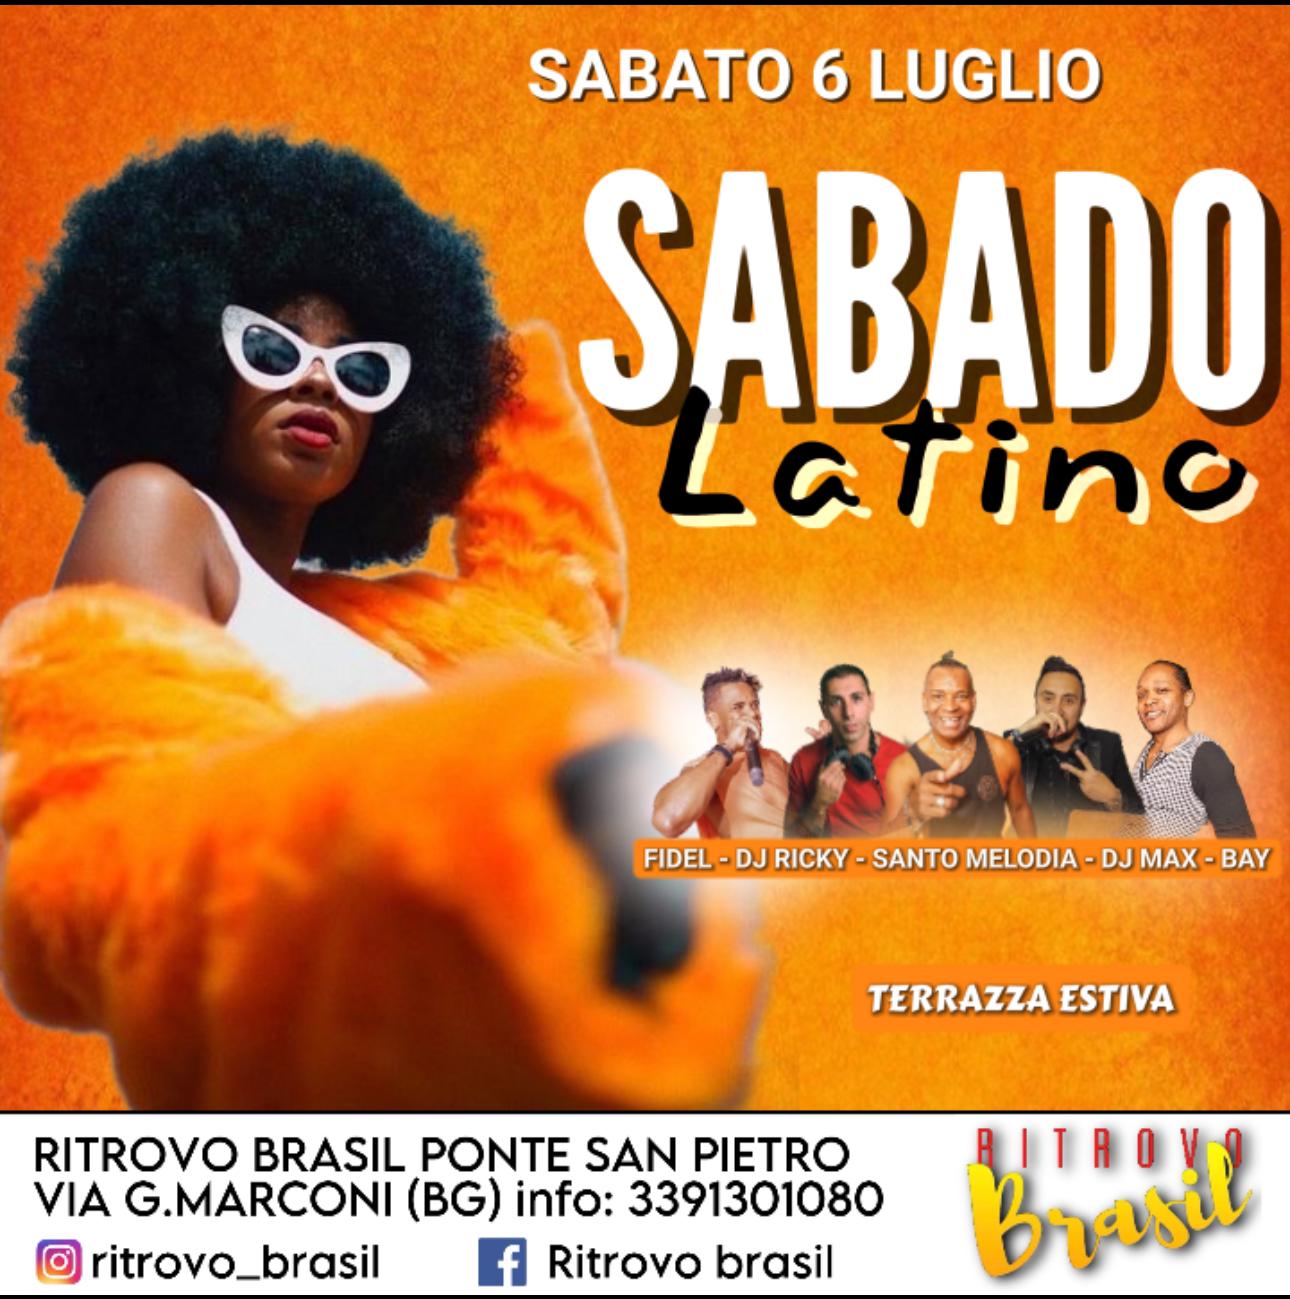 SABATO 6 LUGLIO
SABADO
Latino
FIDEL - DJ RICKY - SANTO MELODIA - DJ MAX - BAY
TERRAZZA ESTIVA
RITROVO BRASIL PONTE SAN PIETRO
VIA G.MARCONI (BG) info: 3391301080
ritrovo_brasil
Ritrovo brasil
RITROVO
Brasil